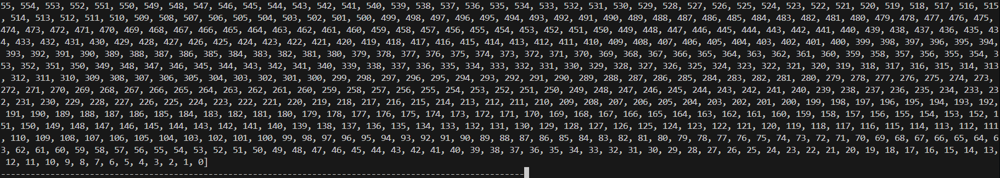 55, 554, 553, 552, 551, 550, 549, 548, 547, 546, 545, 544, 543, 542, 541, 540, 539, 538, 537, 536, 535, 534, 533, 532, 531, 530, 529, 528, 527, 526, 525, 524, 523, 522, 521, 520, 519, 518, 517, 516, 515
, 514, 513, 512, 511, 510, 509, 508, 507, 506, 505, 504, 503, 502, 501, 500, 499, 498, 497, 496, 495, 494, 493, 492, 491, 490, 489, 488, 487, 486, 485, 484, 483, 482, 481, 480, 479, 478, 477, 476, 475,
474, 473, 472, 471, 470, 469, 468, 467, 466, 465, 464, 463, 462, 461, 460, 459, 458, 457, 456, 455, 454, 453, 452, 451, 450, 449, 448, 447, 446, 445, 444, 443, 442, 441, 440, 439, 438, 437, 436, 435, 43
4, 433, 432, 431, 430, 429, 428, 427, 426, 425, 424, 423, 422, 421, 420, 419, 418, 417, 416, 415, 414, 413, 412, 411, 410, 409, 408, 407, 406, 405, 404, 403, 402, 401, 400, 399, 398, 397, 396, 395, 394,
 393, 392, 391, 390, 389, 388, 387, 386, 385, 384, 383, 382, 381, 380, 379, 378, 377, 376, 375, 374, 373, 372, 371, 370, 369, 368, 367, 366, 365, 364, 363, 362, 361, 360, 359, 358, 357, 356, 355, 354, 3
53, 352, 351, 350, 349, 348, 347, 346, 345, 344, 343, 342, 341, 340, 339, 338, 337, 336, 335, 334, 333, 332, 331, 330, 329, 328, 327, 326, 325, 324, 323, 322, 321, 320, 319, 318, 317, 316, 315, 314, 313
, 312, 311, 310, 309, 308, 307, 306, 305, 304, 303, 302, 301, 300, 299, 298, 297, 296, 295, 294, 293, 292, 291, 290, 289, 288, 287, 286, 285, 284, 283, 282, 281, 280, 279, 278, 277, 276, 275, 274, 273,
272, 271, 270, 269, 268, 267, 266, 265, 264, 263, 262, 261, 260, 259, 258, 257, 256, 255, 254, 253, 252, 251, 250, 249, 248, 247, 246, 245, 244, 243, 242, 241, 240, 239, 238, 237, 236, 235, 234, 233, 23
2, 231, 230, 229, 228, 227, 226, 225, 224, 223, 222, 221, 220, 219, 218, 217, 216, 215, 214, 213, 212, 211, 210, 209, 208, 207, 206, 205, 204, 203, 202, 201, 200, 199, 198, 197, 196, 195, 194, 193, 192,
 191, 190, 189, 188, 187, 186, 185, 184, 183, 182, 181, 180, 179, 178, 177, 176, 175, 174, 173, 172, 171, 170, 169, 168, 167, 166, 165, 164, 163, 162, 161, 160, 159, 158, 157, 156, 155, 154, 153, 152, 1
51, 150, 149, 148, 147, 146, 145, 144, 143, 142, 141, 140, 139, 138, 137, 136, 135, 134, 133, 132, 131, 130, 129, 128, 127, 126, 125, 124, 123, 122, 121, 120, 119, 118, 117, 116, 115, 114, 113, 112, 111
, 110, 109, 108, 107, 106, 105, 104, 103, 102, 101, 100, 99, 98, 97, 96, 95, 94, 93, 92, 91, 90, 89, 88, 87, 86, 85, 84, 83, 82, 81, 80, 79, 78, 77, 76, 75, 74, 73, 72, 71, 70, 69, 68, 67, 66, 65, 64, 6
3, 62, 61, 60, 59, 58, 57, 56, 55, 54, 53, 52, 51, 50, 49, 48, 47, 46, 45, 44, 43, 42, 41, 40, 39, 38, 37, 36, 35, 34, 33, 32, 31, 30, 29, 28, 27, 26, 25, 24, 23, 22, 21, 20, 19, 18, 17, 16, 15, 14, 13,
 12, 11, 10, 9, 8, 7, 6, 5, 4, 3, 2, 1, 0]
----------------------------------------------------------------------------------------------------------